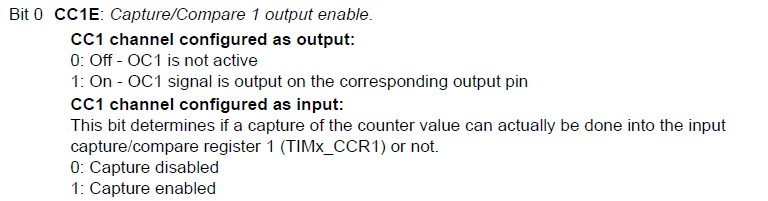 Bit 0 CC1E: Capture/Compare 1 output enable.
CC1 channel configured as output:
0: Off - OC1 is not active
1: On - OC1 signal is output on the corresponding output pin
CC1 channel configured as input:
This bit determines if a capture of the counter value can actually be done into the input
capture/compare register 1 (TIMx_CCR1) or not.
0: Capture disabled
1: Capture enabled